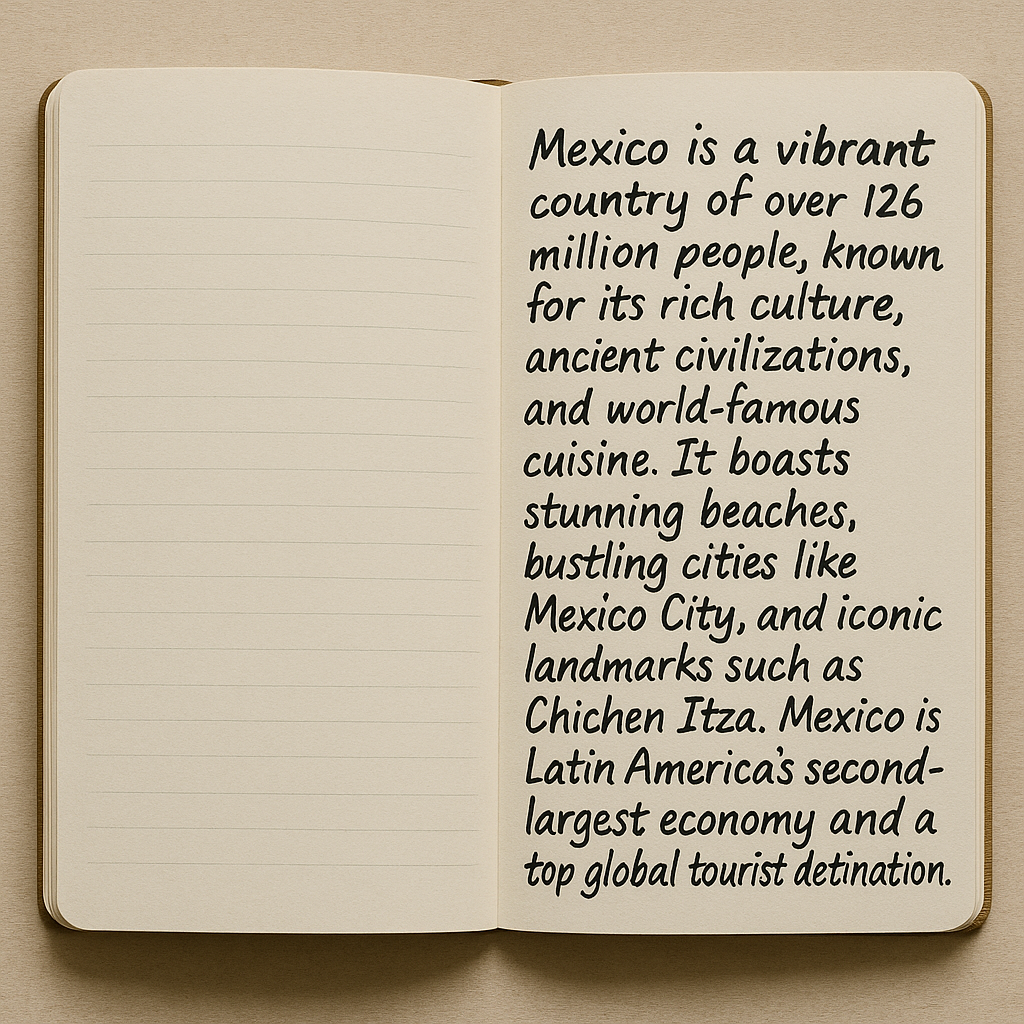 Mexico is a vibrant
country of over 126
million people, known
for its rich culture,
ancient civilizations,
and world-famous
cuisine. It boasts
stunning beaches,
bustling cities like
Mexico City, and iconic
landmarks such as
Chichen Itza. Mexico is
Latin America's second-
largest economy and a
top global tourist detination.